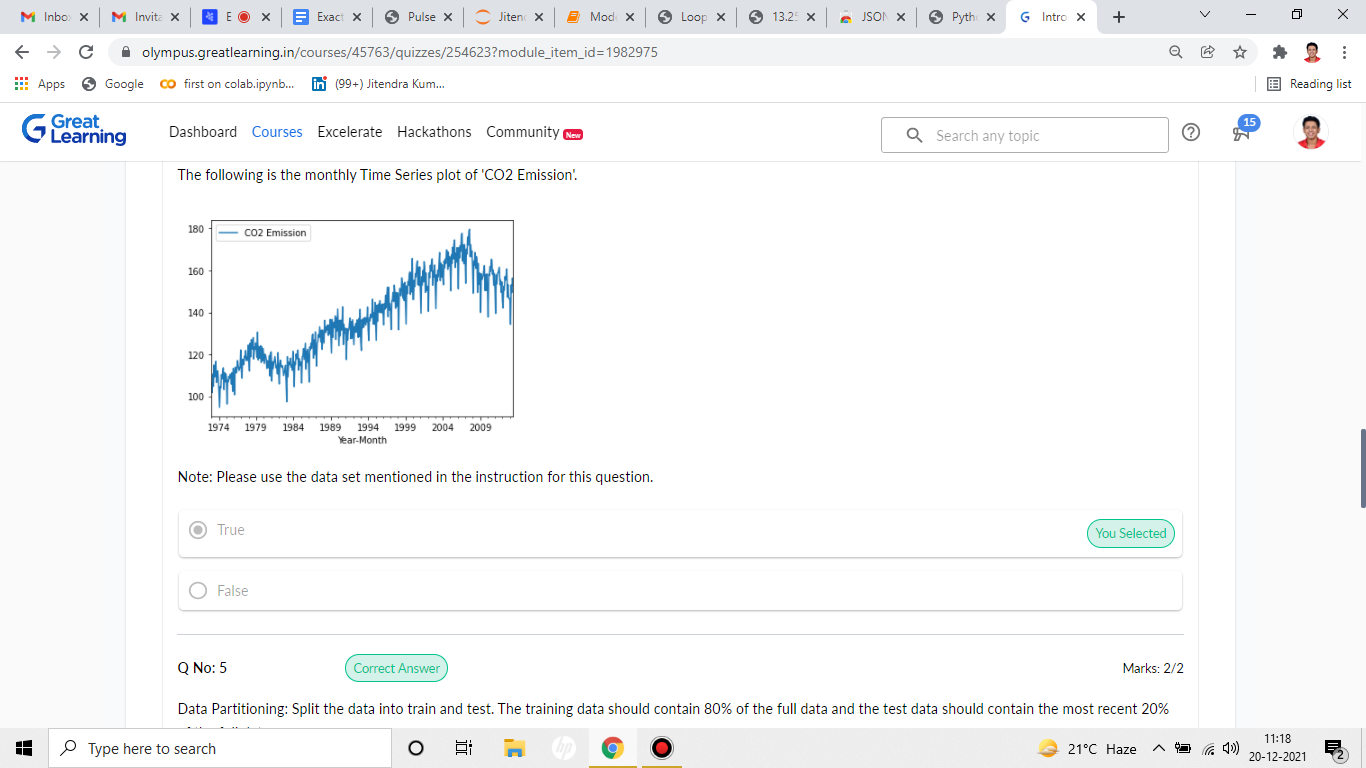 Inbo
Invita
E
Exact
Pulse
Jiten
Mod
Loop
13.2
JSON
Pyth
Intro
olympus.greatlearning.in/courses/45763/quizzes/254623?module_item_id=1982975
Apps
Google
first on colab.ipynb...
(99+) Jitendra Kum...
Reading list
Great Learning
Dashboard
Courses
Excelerate
Hackathons
Community New
Search any topic
15
The following is the monthly Time Series plot of 'CO2 Emission'.
CO2 Emission
180
160
140
120
100
1974 1979 1984 1989 1994 1999 2004 2009
Year-Month
Note: Please use the data set mentioned in the instruction for this question.
True
You Selected
False
Q No: 5
Correct Answer
Marks: 2/2
Data Partitioning: Split the data into train and test. The training data should contain 80% of the full data and the test data should contain the most recent 20%
Type here to search
hp
21°C Haze
11:18
20-12-2021
2